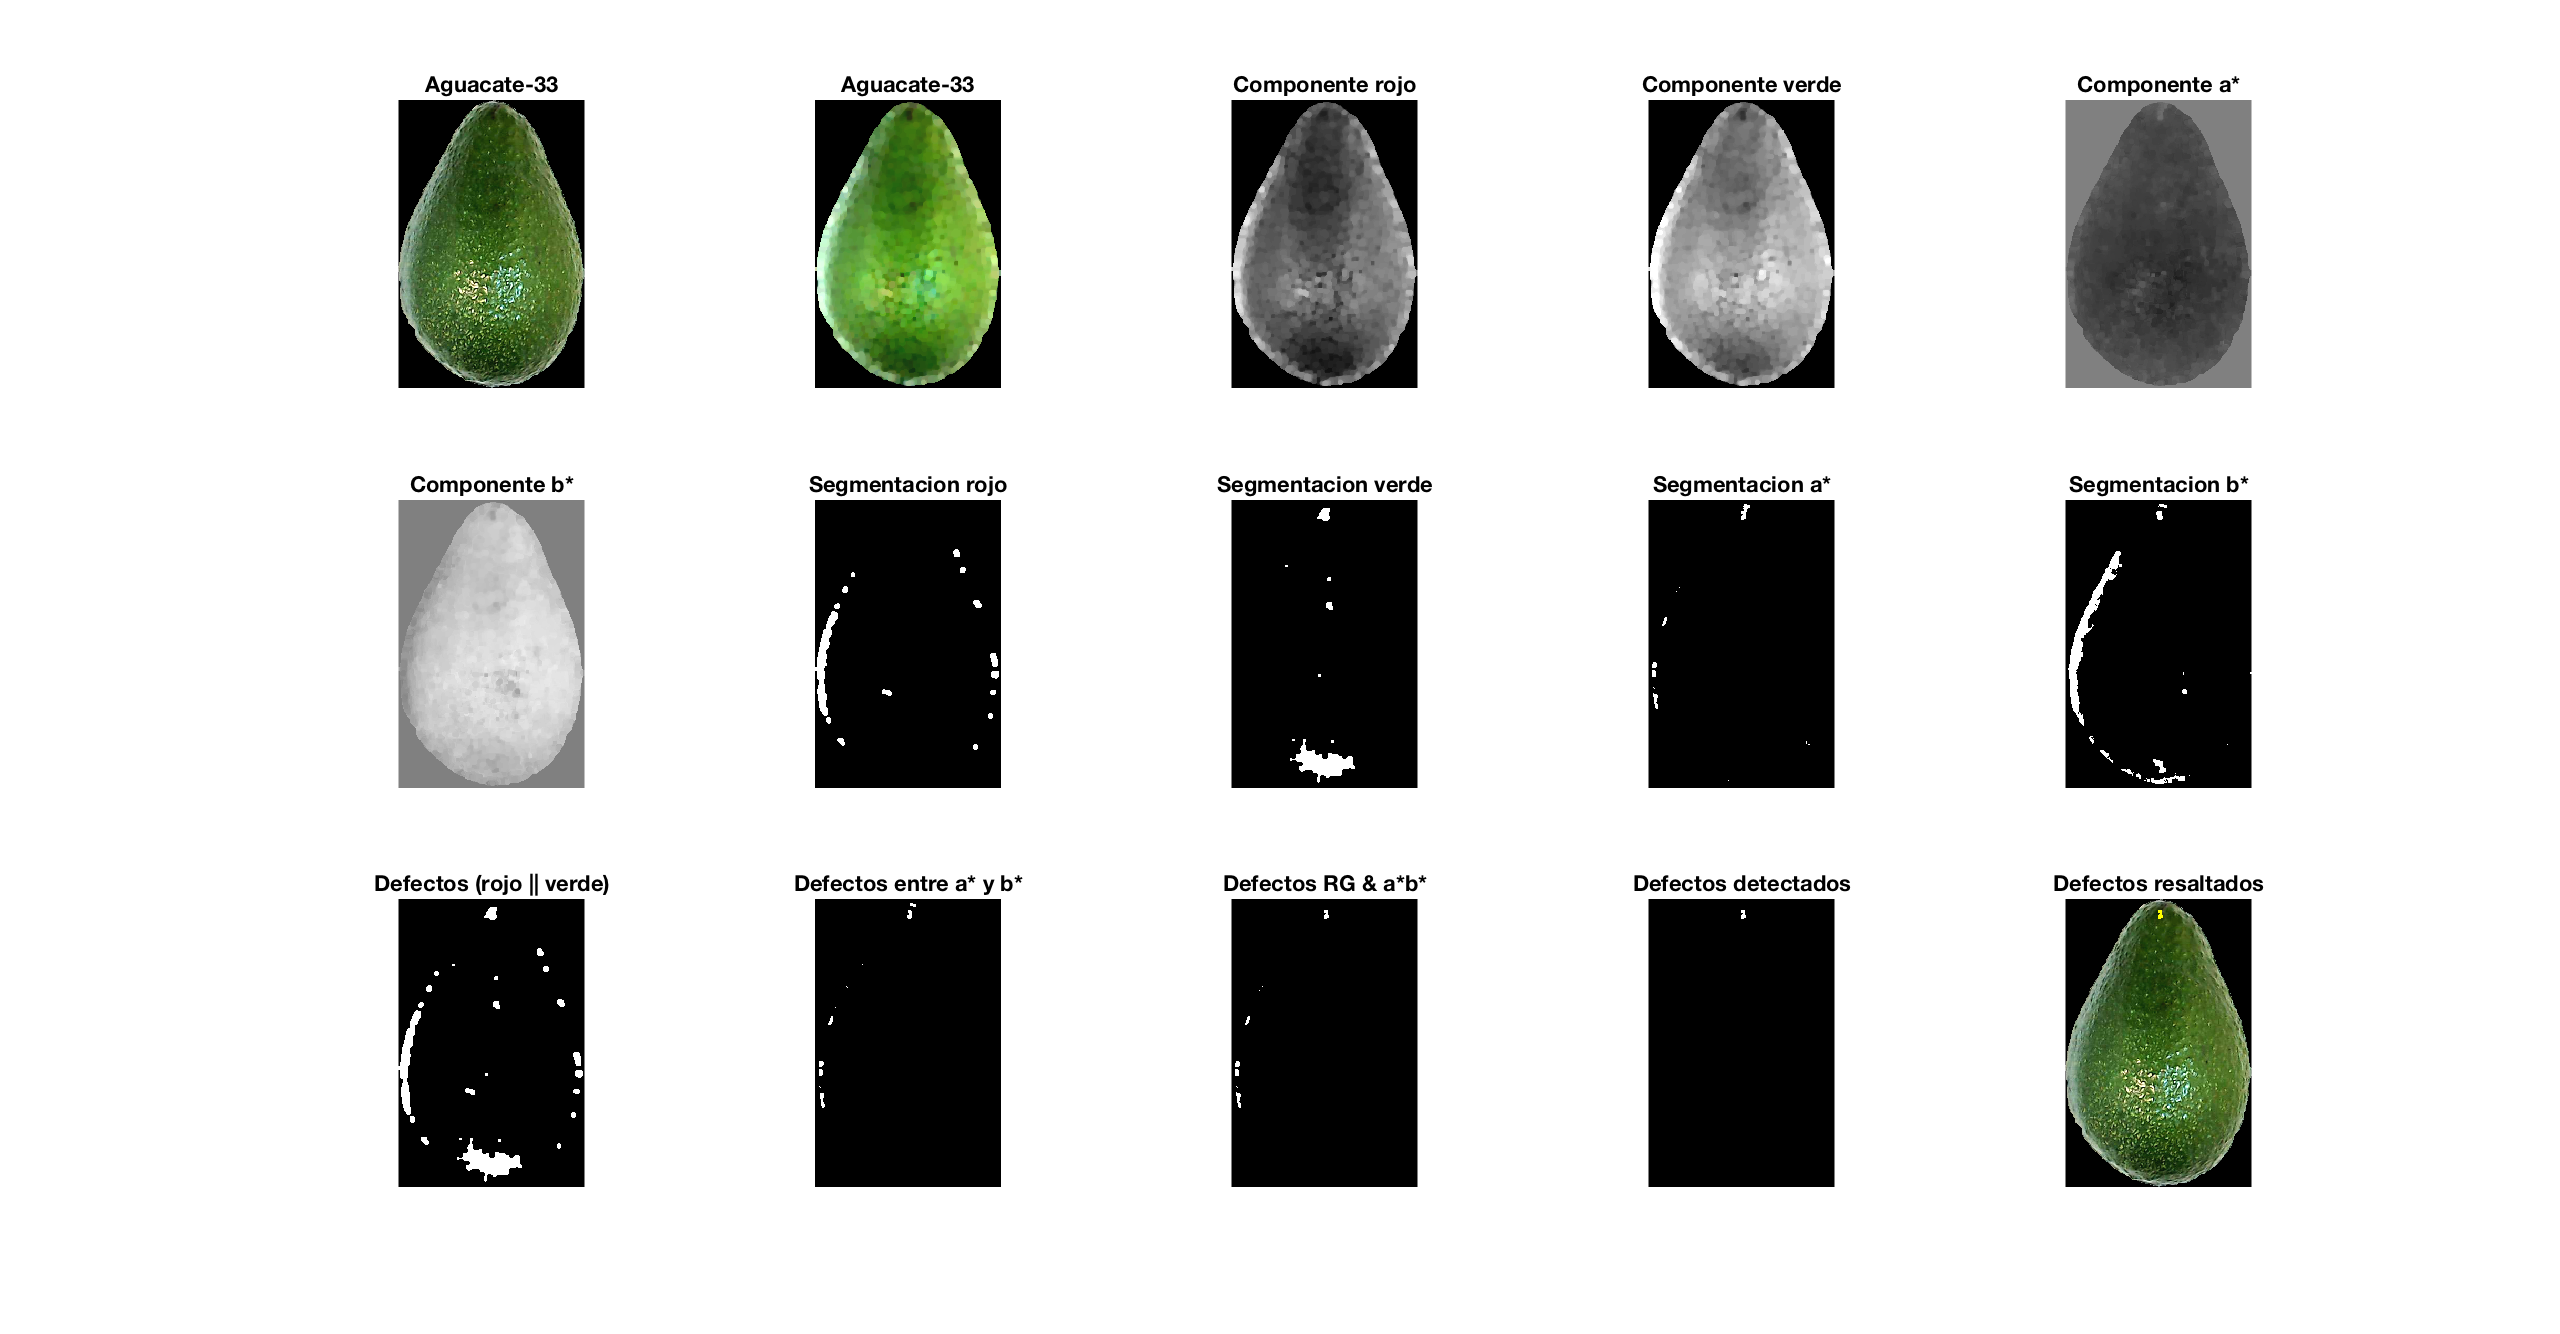 Aguacate-33
Aguacate-33
Componente rojo
Componente verde
Componente a*
Componente b*
Segmentacion rojo
Segmentacion verde
Segmentacion a*
Segmentacion b*
Defectos (rojo || verde)
Defectos entre a* y b*
Defectos RG & a*b*
Defectos detectados
Defectos resaltados